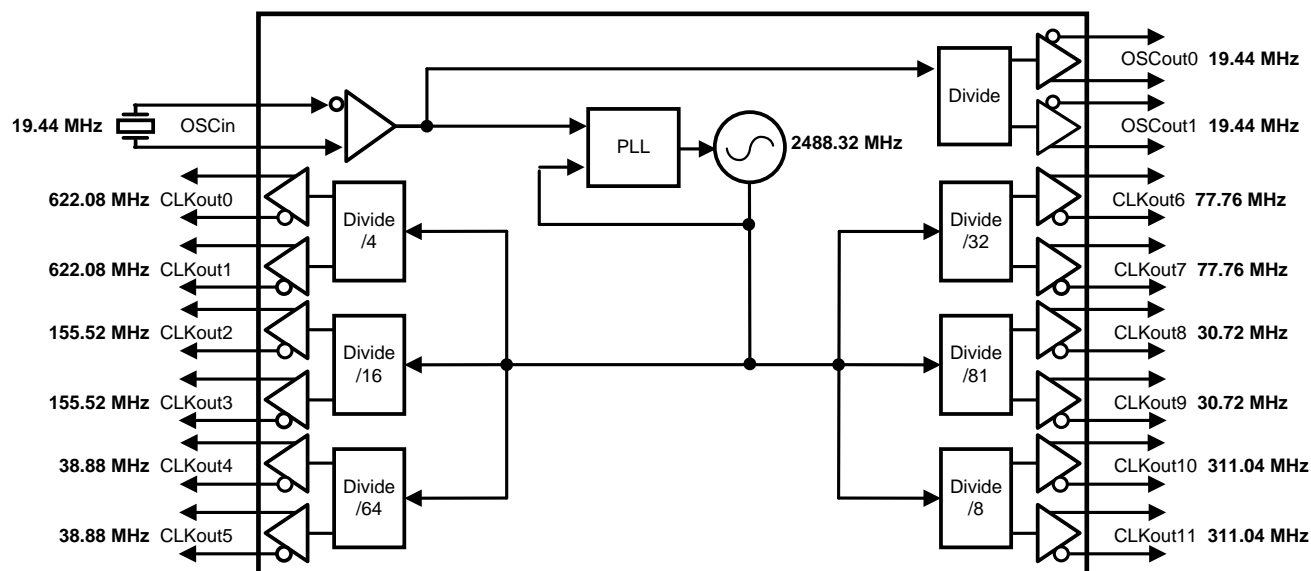 OSCout0 19.44 MHz
Divide
19.44 MHz OSCin
OSCout1 19.44 MHz
PLL
2488.32 MHz
622.08 MHz CLKout0
Divide
/4
622.08 MHz CLKout1
CLKout6 77.76 MHz
Divide
/32
CLKout7 77.76 MHz
155.52 MHz CLKout2
Divide
/16
155.52 MHz CLKout3
CLKout8 30.72 MHz
Divide
/81
CLKout9 30.72 MHz
38.88 MHz CLKout4
Divide
/64
38.88 MHz CLKout5
CLKout10 311.04 MHz
Divide
/8
CLKout11 311.04 MHz